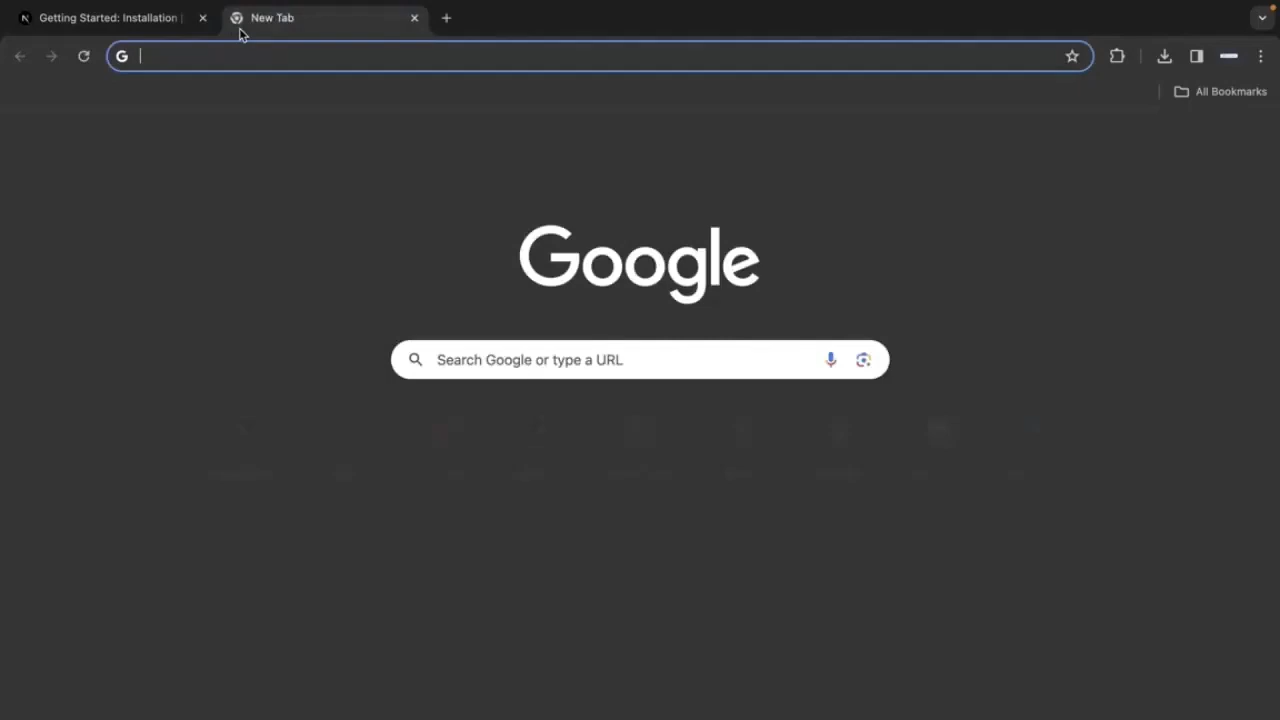 Getting Started: Installation |
New Tab
All Bookmarks
Google
Search Google or type a URL